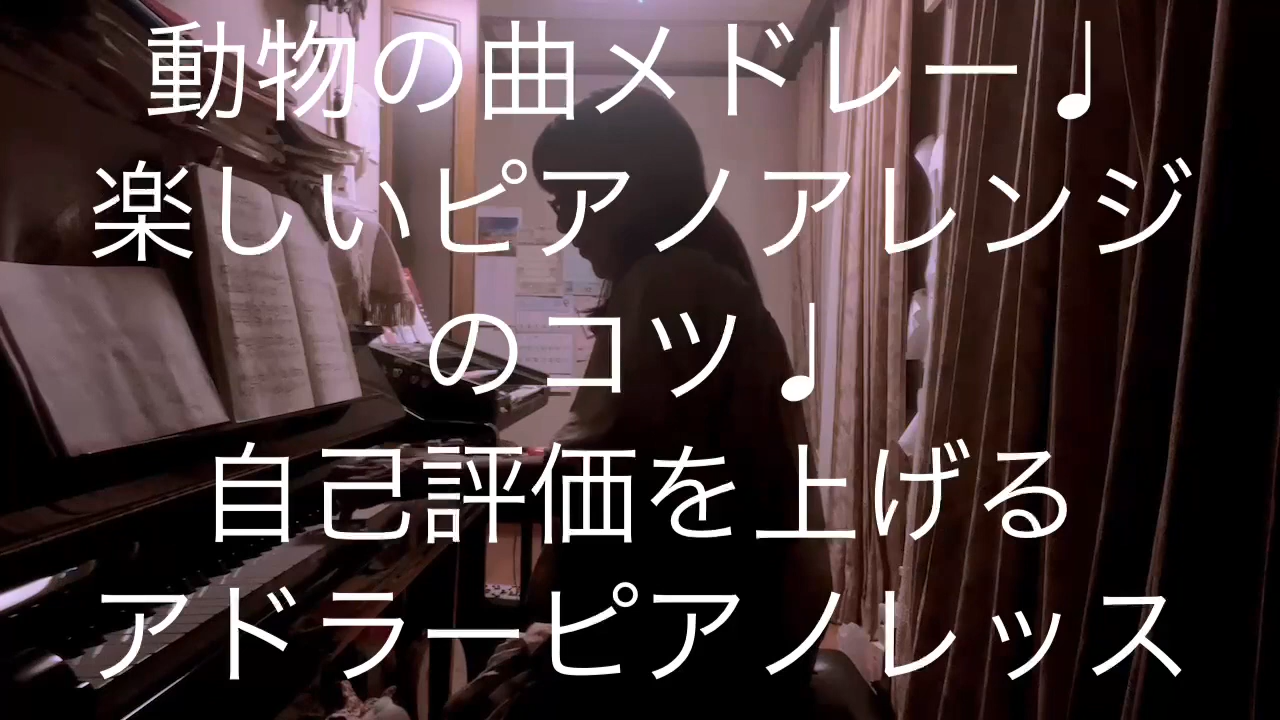 動物の曲メドレー♩
楽しいピアノアレンジ
のコツ♩
自己評価を上げる
アドラーピアノレッス